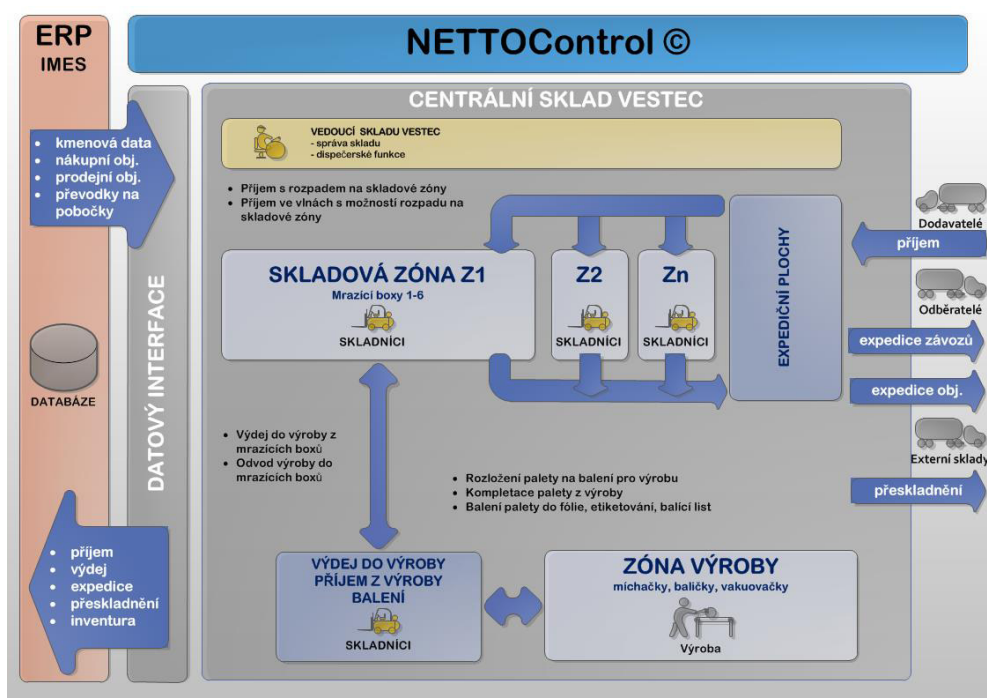 ERP
IMES
NETTOControl ©
kmenová data
nákupní obj.
prodejní obj.
převodky na
pobočky
DATABÁZE
příjem
výdej
expedice
přeskladnění
inventura
DATOVÝ INTERFACE
CENTRÁLNÍ SKLAD VESTEC
VEDOUCÍ SKLADU VESTEC
- správa skladu
- dispečerské funkce
Příjem s rozpadem na skladové zóny
Příjem ve vlnách s možností rozpadu na
skladové zóny
SKLADOVÁ ZÓNA Z1
Mrazící boxy 1-6
SKLADNÍCI
Z2
SKLADNÍCI
Zn
SKLADNÍCI
EXPEDIČNÍ PLOCHY
Dodavatelé
příjem
Odběratelé
expedice závozů
expedice obj.
Externí sklady
přeskladnění
Výdej do výroby z
mrazících boxů
Odvod výroby do
mrazících boxů
Rozložení palety na balení pro výrobu
Kompletace palety z výroby
Balení palety do fólie, etiketování, balící list
VÝDEJ DO VÝROBY
PŘÍJEM Z VÝROBY
BALENÍ
SKLADNÍCI
ZÓNA VÝROBY
míchačky, baličky, vakuovačky
Výroba